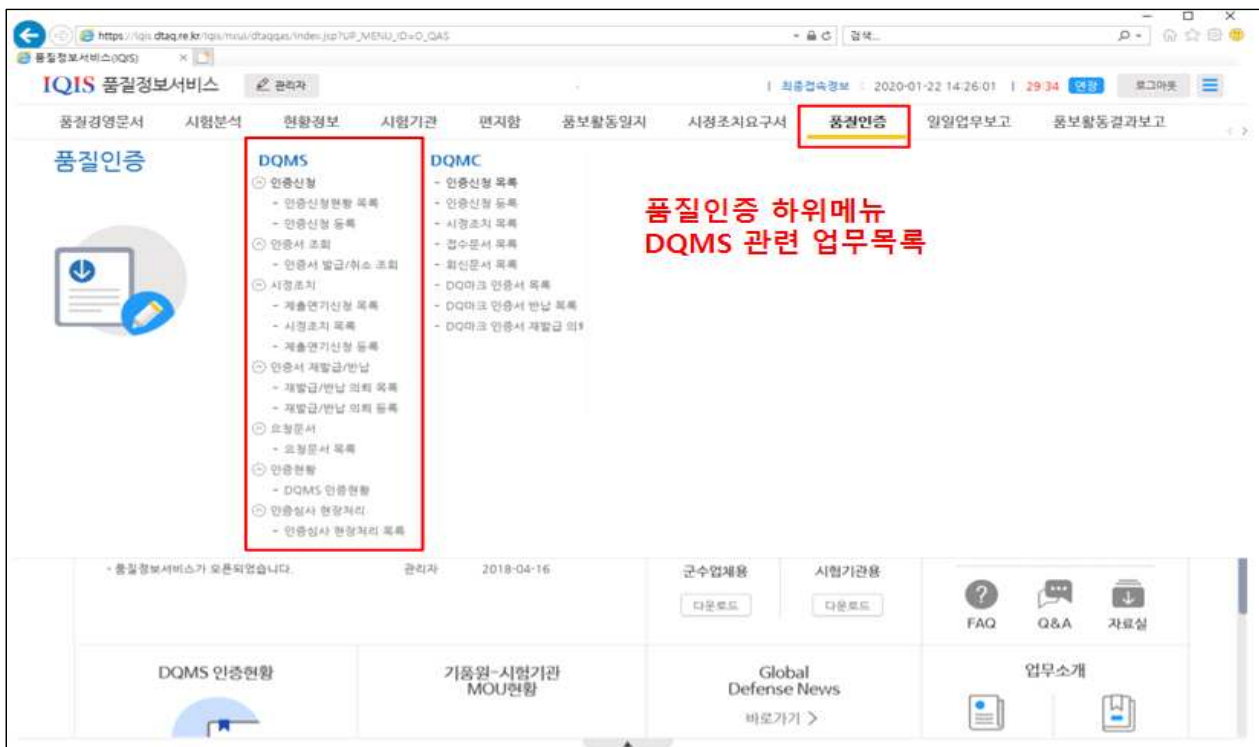 https://iqis.dtaq.re.kr/iqis/nxui/dtaqqas/index.jsp?UP_MENU_ID=O_QAS
검색...
품질정보서비스(IQIS)
IQIS 품질정보서비스
관리자
최종접속정보 : 2020-01-22 14:26:01
29:34
연장
로그아웃
품질경영문서 시험분석 현황정보 시험기관 편지함 품보활동일지 시정조치요구서 품질인증 일일업무보고 품보활동결과보고
품질인증
DQMS
인증신청
- 인증신청현황 목록
- 인증신청 등록
인증서 조회
- 인증서 발급/취소 조회
시정조치
- 제출연기신청 목록
- 시정조치 목록
- 제출연기신청 등록
인증서 재발급/반납
- 재발급/반납 의뢰 목록
- 재발급/반납 의뢰 등록
요청문서
- 요청문서 목록
인증현황
- DQMS 인증현황
인증심사 현장처리
- 인증심사 현장처리 목록
DQMC
- 인증신청 목록
- 인증신청 등록
- 시정조치 목록
- 접수문서 목록
- 회신문서 목록
- DQ마크 인증서 목록
- DQ마크 인증서 반납 목록
- DQ마크 인증서 재발급
품질인증 하위메뉴
DQMS 관련 업무목록
- 품질정보서비스가 오픈되었습니다. 관리자 2018-04-16
군수업체용
다운로드
시험기관용
다운로드
FAQ
Q&A
자료실
DQMS 인증현황
기품원-시험기관
MOU현황
Global
Defense News
바로가기 >
업무소개